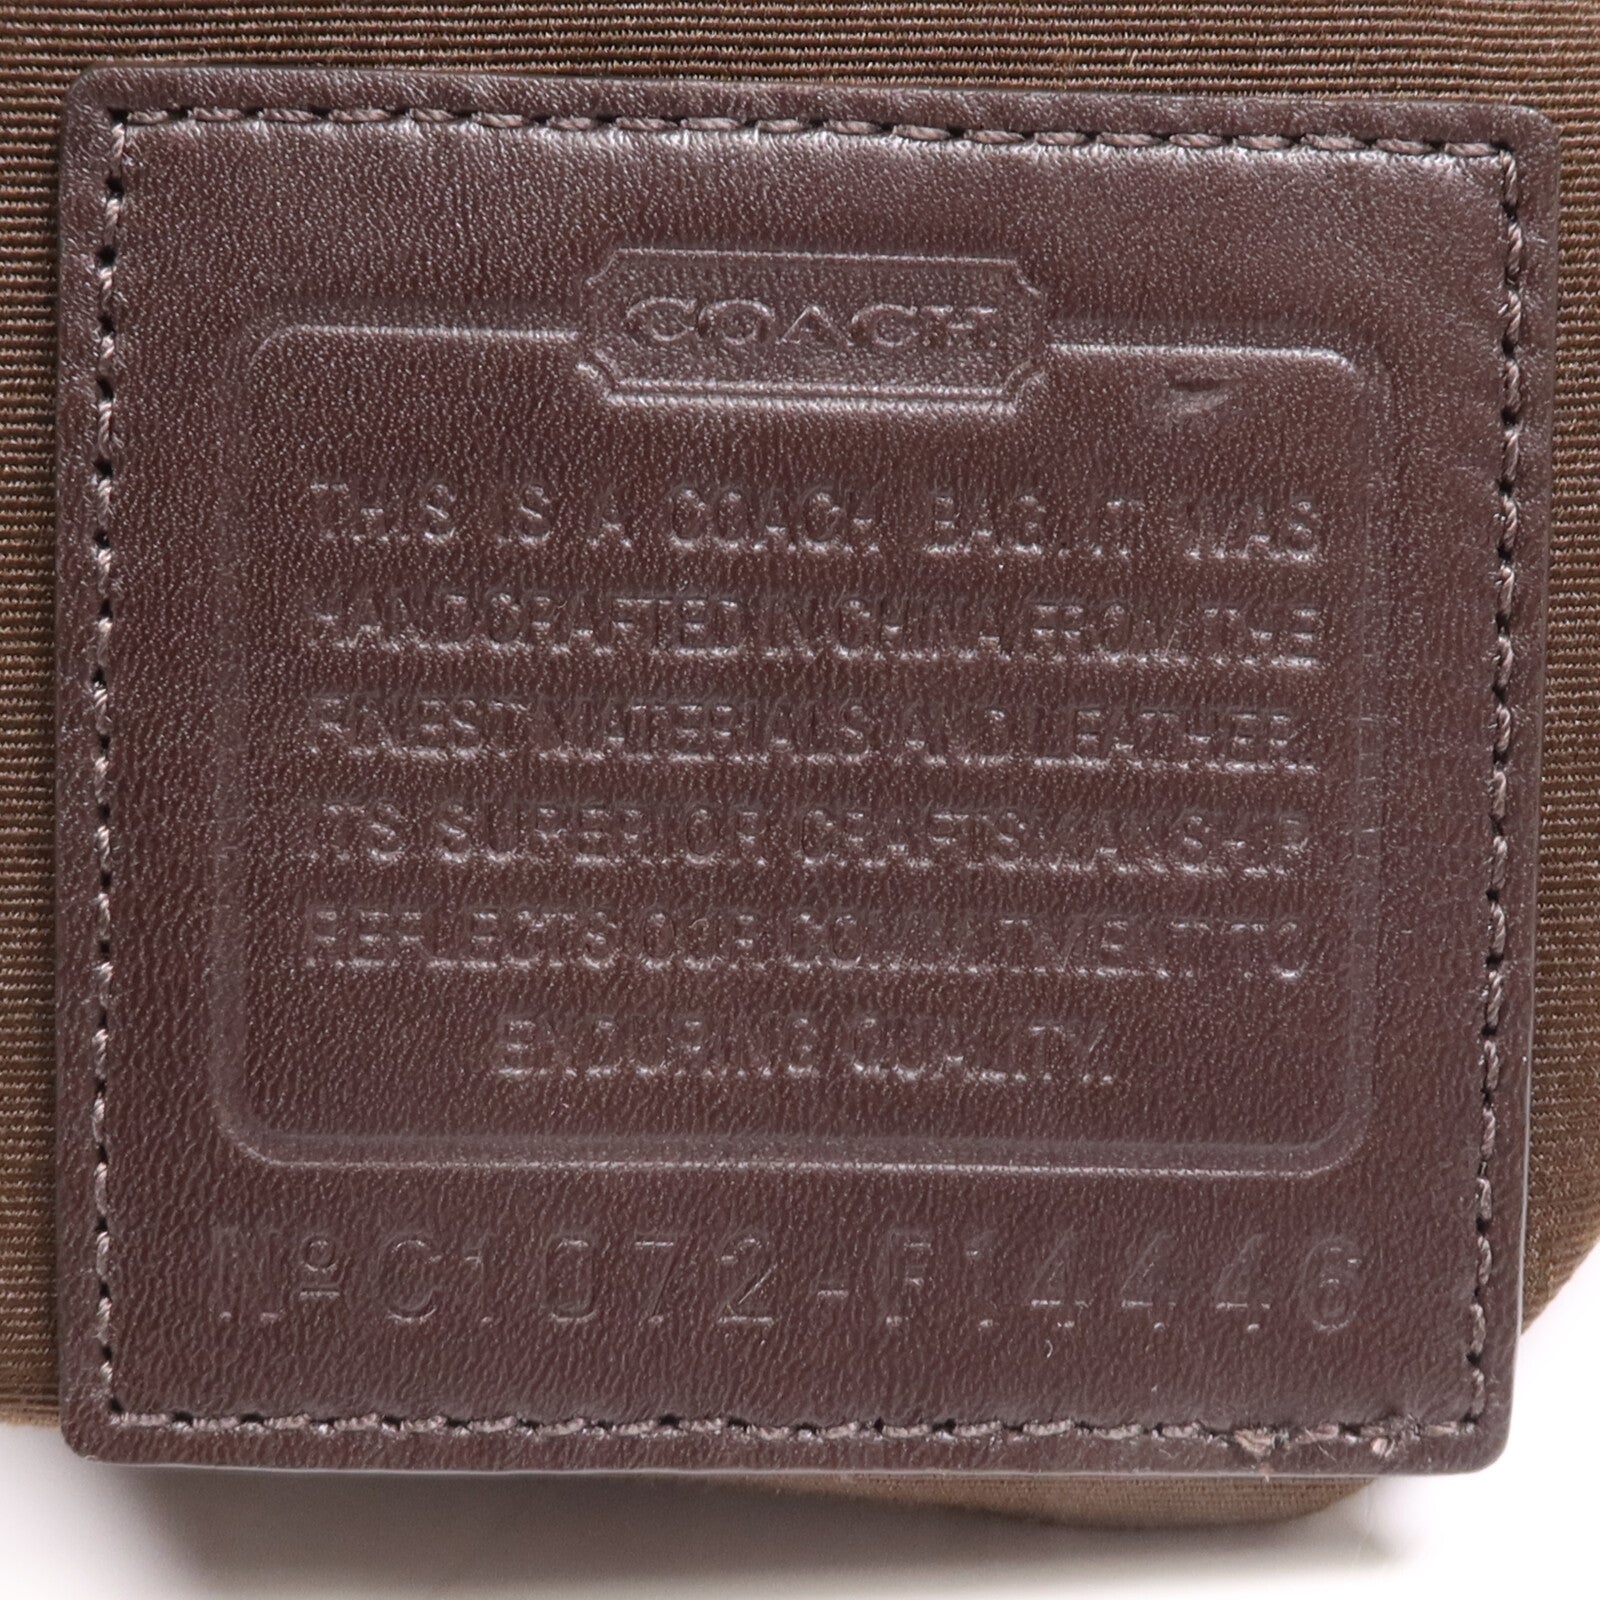 COACH
THIS IS A COACH BAG. IT WAS
HANDCRAFTED IN CHINA FROM THE
FINEST MATERIALS AND LEATHER.
ITS SUPERIOR CRAFTSMANSHIP
REFLECTS OUR COMMITMENT TO
ENDURING QUALITY.
Nº C1072-F14446